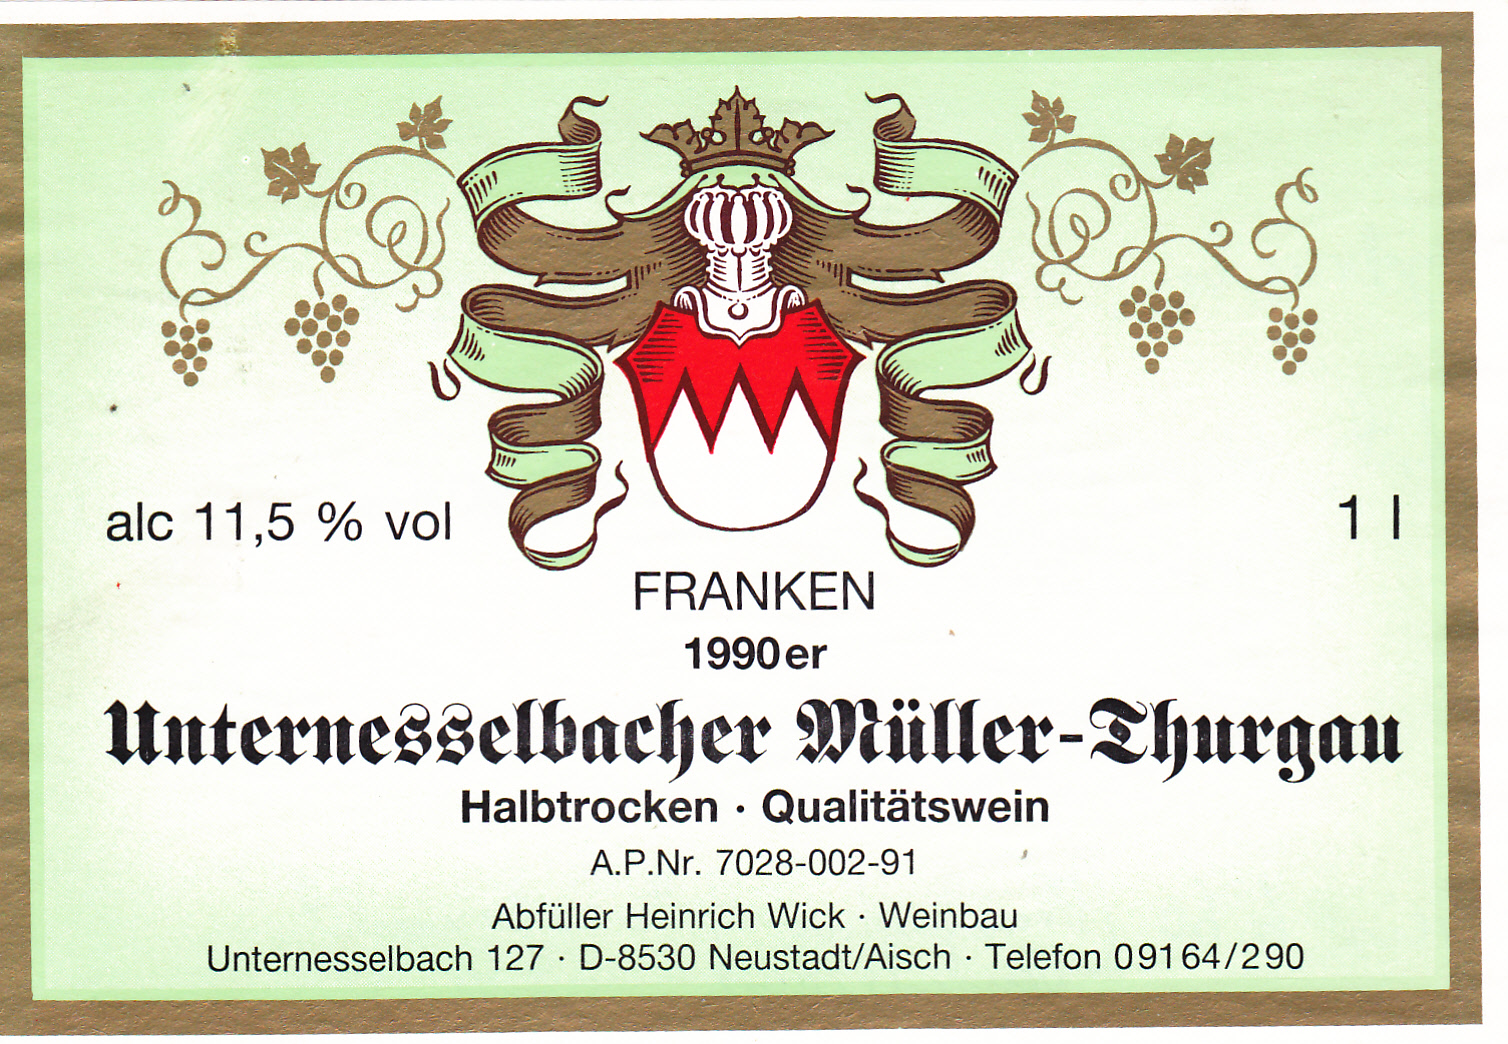 alc 11,5 % vol
1 l
FRANKEN
1990er
Unternesselbacher Müller-Thurgau
Halbtrocken · Qualitätswein
A.P.Nr. 7028-002-91
Abfüller Heinrich Wick · Weinbau
Unternesselbach 127 · D-8530 Neustadt/Aisch · Telefon 09164/290